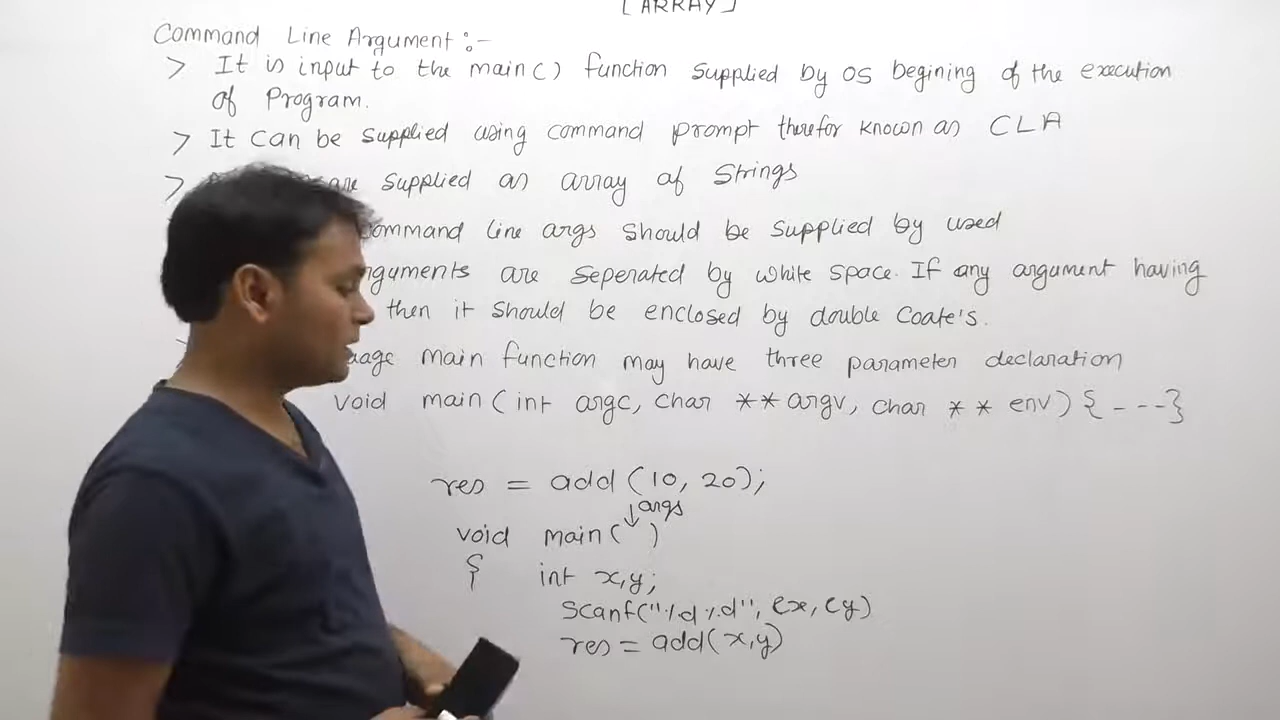 [ARRAY]
Command Line Argument :-
> It is input to the main() function supplied by OS begining of the execution
of Program.
> It can be supplied using command prompt therefor known as CLA
> are supplied as array of Strings
command line args should be supplied by used
arguments are seperated by white space. If any argument having
then it should be enclosed by double Coate's.
main function may have three parameter declaration
void main(int argc, char **argv, char ** env) { - - - }
res = add (10, 20);
↓args
void main( )
{ int x,y;
Scanf("%d%d", &x, &y)
res = add(x,y)